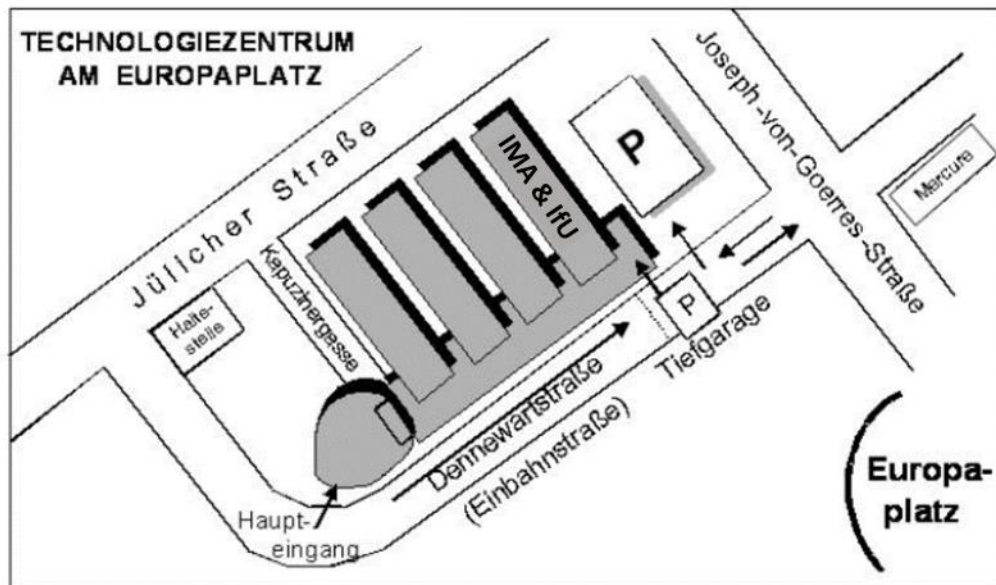 TECHNOLOGIEZENTRUM
AM EUROPAPLATZ
Jüllcher Straße
Joseph-von-Goerres-Straße
P
IMA & IfU
Mercure
Kapuzinergasse
Halte-
stelle
P
Tiefgarage
Dennewartstraße
(Einbahnstraße)
Haupt-
eingang
Europa-
platz